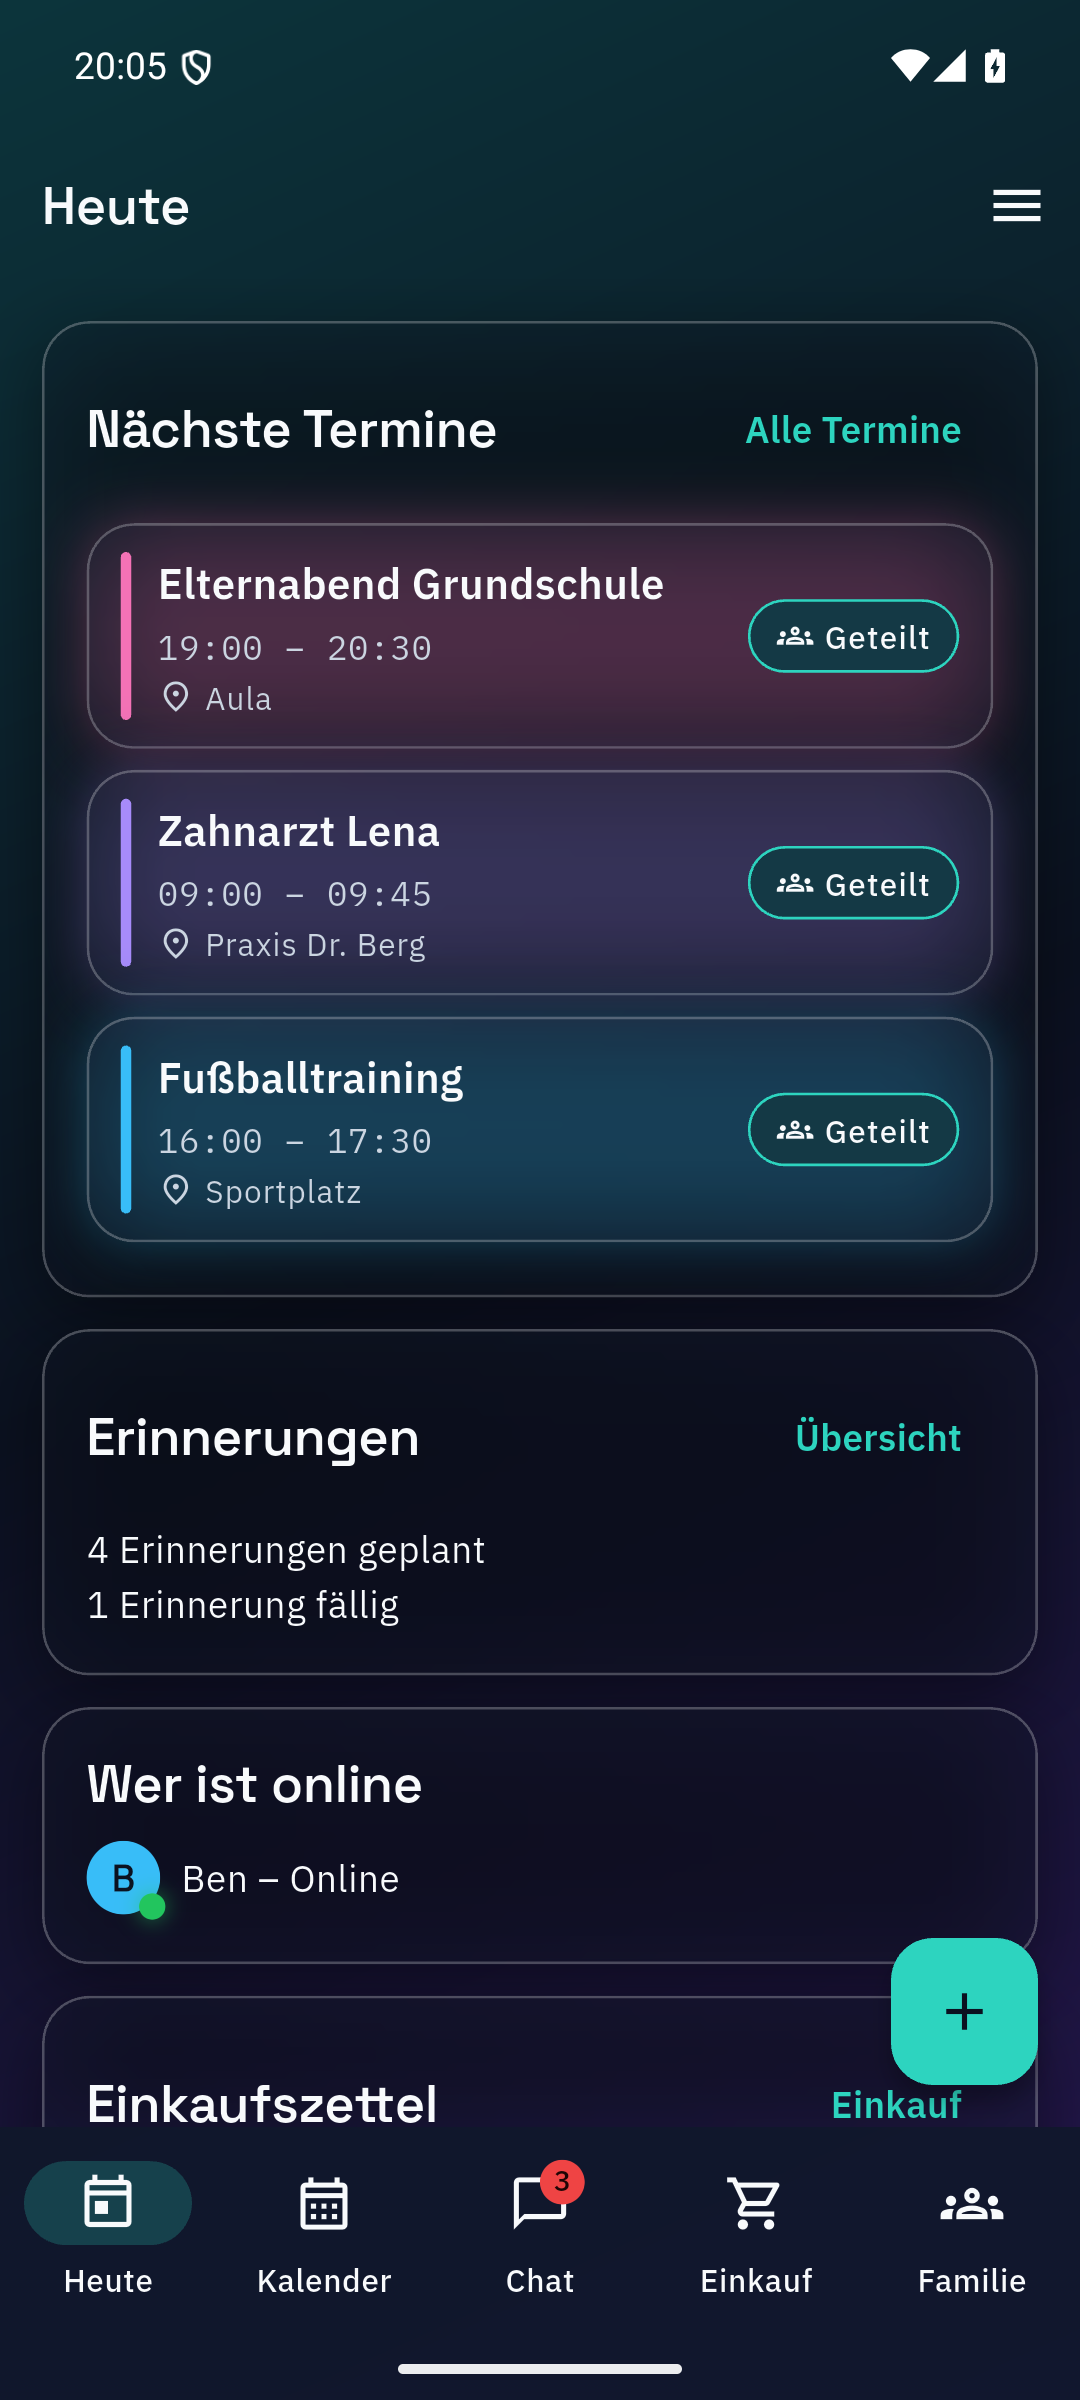 20:05
Heute
Nächste Termine
Alle Termine
Elternabend Grundschule
19:00 – 20:30
Aula
Geteilt
Zahnarzt Lena
09:00 – 09:45
Praxis Dr. Berg
Geteilt
Fußballtraining
16:00 – 17:30
Sportplatz
Geteilt
Erinnerungen
Übersicht
4 Erinnerungen geplant
1 Erinnerung fällig
Wer ist online
B
Ben – Online
Einkaufszettel
Einkauf
3
Heute
Kalender
Chat
Einkauf
Familie